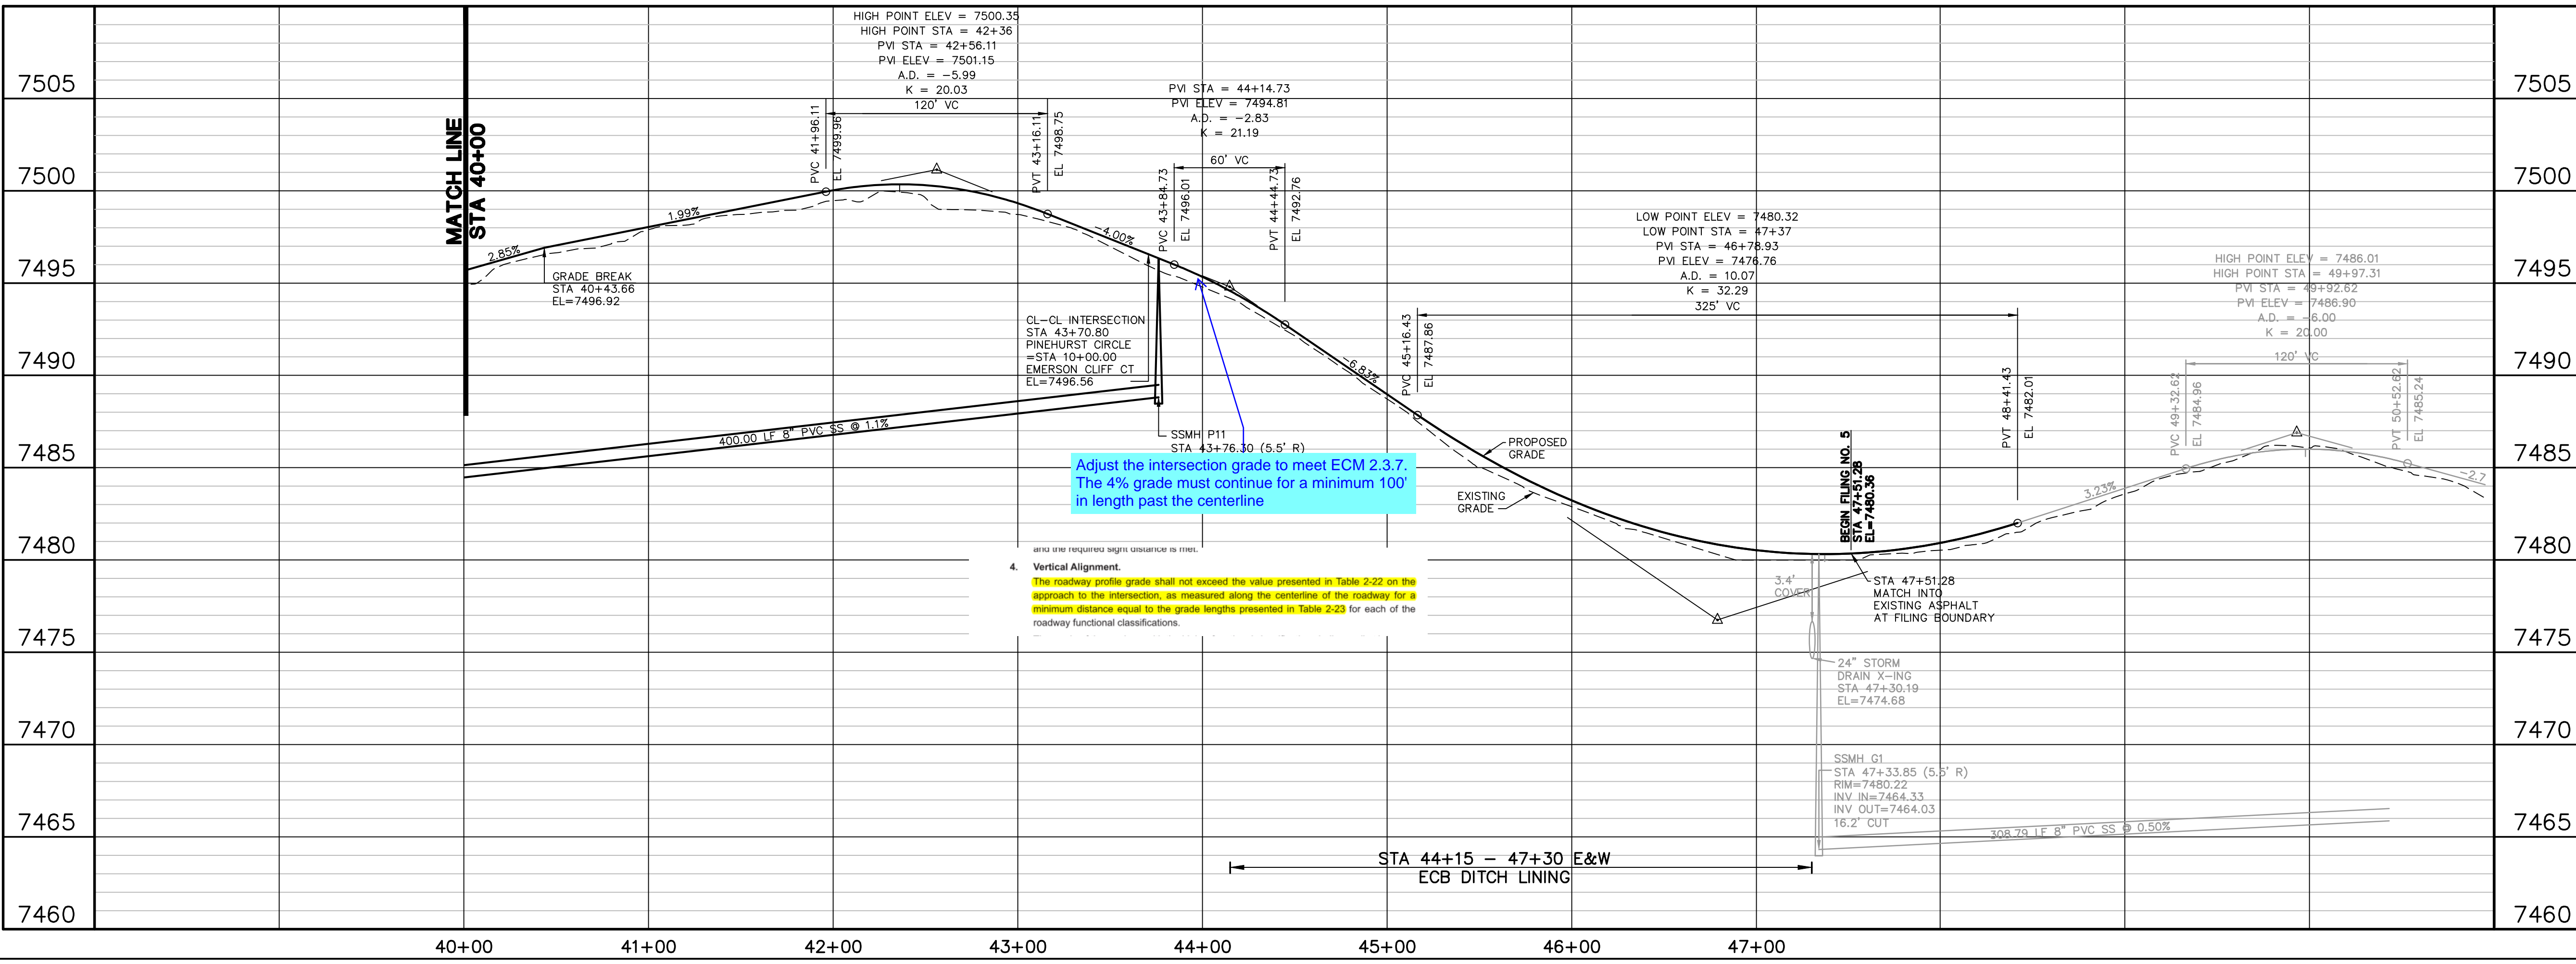 HIGH POINT ELEV = 7500.35
HIGH POINT STA = 42+36
PVI STA = 42+56.11
PVI ELEV = 7501.15
A.D. = -5.99
K = 20.03
120' VC
PVC 41+96.11
EL 7499.96
PVT 43+16.11
EL 7498.75
PVI STA = 44+14.73
PVI ELEV = 7494.81
A.D. = -2.83
K = 21.19
60' VC
PVC 43+84.73
EL 7496.01
PVT 44+44.73
EL 7492.76
LOW POINT ELEV = 7480.32
LOW POINT STA = 47+37
PVI STA = 46+78.93
PVI ELEV = 7476.76
A.D. = 10.07
K = 32.29
325' VC
PVC 45+16.43
EL 7487.86
PVT 48+41.43
EL 7482.01
HIGH POINT ELEV = 7486.01
HIGH POINT STA = 49+97.31
PVI STA = 49+92.62
PVI ELEV = 7486.90
A.D. = -6.00
K = 20.00
120' VC
PVC 49+32.62
EL 7484.96
PVT 50+52.62
EL 7485.24
MATCH LINE
STA 40+00
2.85%
1.99%
-4.00%
-6.83%
3.23%
-2.7
GRADE BREAK
STA 40+43.66
EL=7496.92
CL-CL INTERSECTION
STA 43+70.80
PINEHURST CIRCLE
=STA 10+00.00
EMERSON CLIFF CT
EL=7496.56
400.00 LF 8" PVC SS @ 1.1%
SSMH P11
STA 43+76.30 (5.5' R)
Adjust the intersection grade to meet ECM 2.3.7.
The 4% grade must continue for a minimum 100'
in length past the centerline
PROPOSED
GRADE
EXISTING
GRADE
and the required sight distance is met.
4. Vertical Alignment.
The roadway profile grade shall not exceed the value presented in Table 2-22 on the
approach to the intersection, as measured along the centerline of the roadway for a
minimum distance equal to the grade lengths presented in Table 2-23 for each of the
roadway functional classifications.
BEGIN FILING NO. 5
STA 47+51.28
EL=7480.36
3.4'
COVER
STA 47+51.28
MATCH INTO
EXISTING ASPHALT
AT FILING BOUNDARY
24" STORM
DRAIN X-ING
STA 47+30.19
EL=7474.68
SSMH G1
STA 47+33.85 (5.5' R)
RIM=7480.22
INV IN=7464.33
INV OUT=7464.03
16.2' CUT
308.79 LF 8" PVC SS @ 0.50%
STA 44+15 - 47+30 E&W
ECB DITCH LINING
7505
7500
7495
7490
7485
7480
7475
7470
7465
7460
7505
7500
7495
7490
7485
7480
7475
7470
7465
7460
40+00 41+00 42+00 43+00 44+00 45+00 46+00 47+00